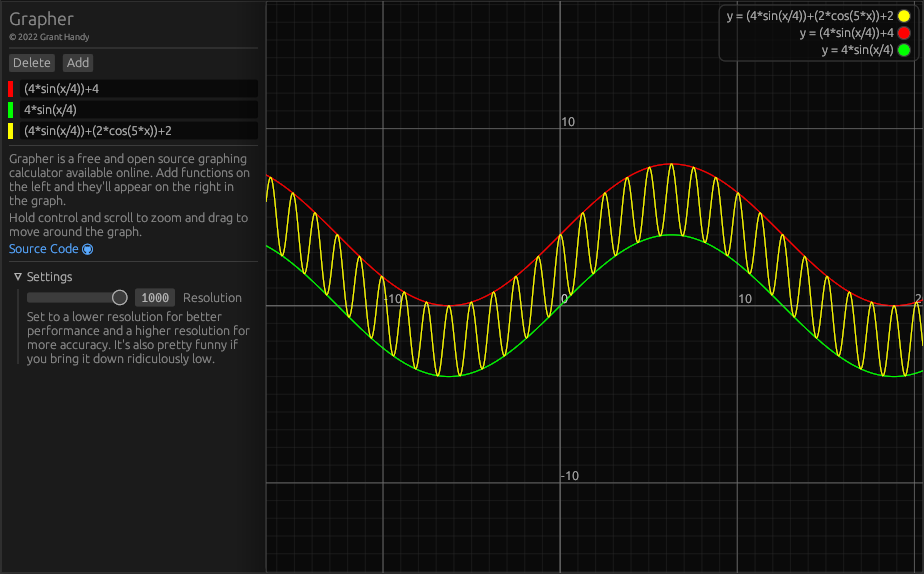 Grapher
© 2022 Grant Handy
Delete Add
(4*sin(x/4))+4
4*sin(x/4)
(4*sin(x/4))+(2*cos(5*x))+2
Grapher is a free and open source graphing
calculator available online. Add functions on
the left and they'll appear on the right in
the graph.
Hold control and scroll to zoom and drag to
move around the graph.
Source Code
Settings
1000 Resolution
Set to a lower resolution for better
performance and a higher resolution for
more accuracy. It's also pretty funny if
you bring it down ridiculously low.
y = (4*sin(x/4))+(2*cos(5*x))+2
y = (4*sin(x/4))+4
y = 4*sin(x/4)
10
-10 0 10 2
-10